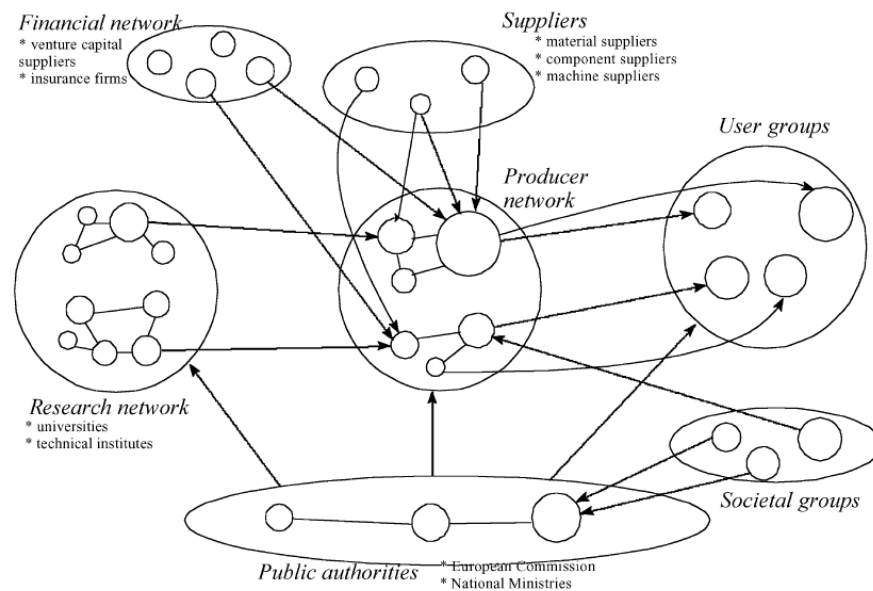 Financial network
* venture capital
suppliers
* insurance firms
Suppliers
* material suppliers
* component suppliers
* machine suppliers
User groups
Producer
network
Research network
* universities
* technical institutes
Societal groups
Public authorities
* European Commission
* National Ministries